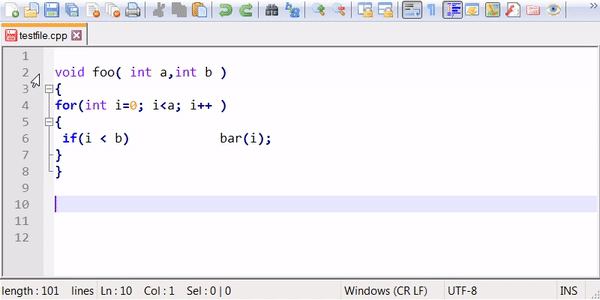 testfile.cpp
1
2 void foo( int a,int b )
3 {
4 for(int i=0; i<a; i++ )
5 {
6 if(i < b) bar(i);
7 }
8 }
9
10
11
12
length : 101 lines Ln : 10 Col : 1 Sel : 0 | 0 Windows (CR LF) UTF-8 INS